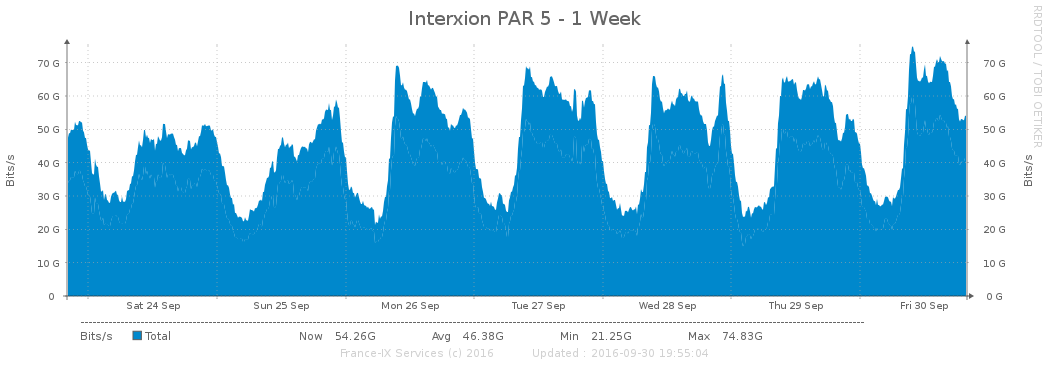 Interxion PAR 5 - 1 Week
RRDTOOL / TOBI OETIKER
Bits/s
70 G
60 G
50 G
40 G
30 G
20 G
10 G
0
70 G
60 G
50 G
40 G
30 G
20 G
10 G
0 G
Bits/s
Sat 24 Sep Sun 25 Sep Mon 26 Sep Tue 27 Sep Wed 28 Sep Thu 29 Sep Fri 30 Sep
Bits/s Total Now 54.26G Avg 46.38G Min 21.25G Max 74.83G
France-IX Services (c) 2016 Updated : 2016-09-30 19:55:04